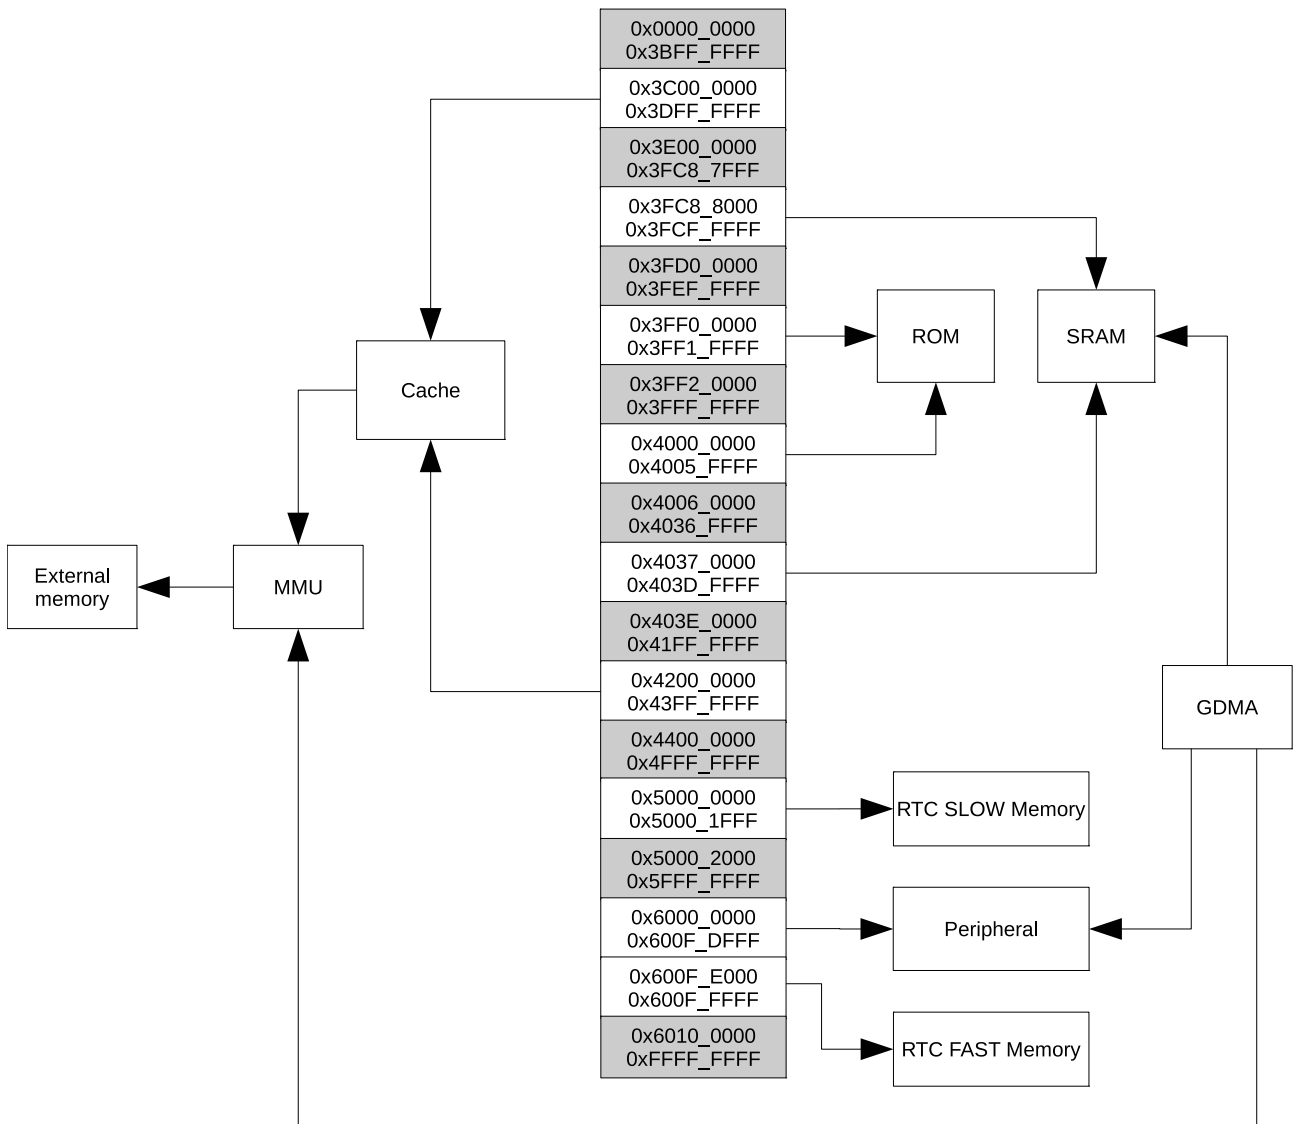 0x0000_0000
0x3BFF_FFFF
0x3C00_0000
0x3DFF_FFFF
0x3E00_0000
0x3FC8_7FFF
0x3FC8_8000
0x3FCF_FFFF
0x3FD0_0000
0x3FEF_FFFF
0x3FF0_0000
0x3FF1_FFFF
0x3FF2_0000
0x3FFF_FFFF
0x4000_0000
0x4005_FFFF
0x4006_0000
0x4036_FFFF
0x4037_0000
0x403D_FFFF
0x403E_0000
0x41FF_FFFF
0x4200_0000
0x43FF_FFFF
0x4400_0000
0x4FFF_FFFF
0x5000_0000
0x5000_1FFF
0x5000_2000
0x5FFF_FFFF
0x6000_0000
0x600F_DFFF
0x600F_E000
0x600F_FFFF
0x6010_0000
0xFFFF_FFFF
Cache
External
memory
MMU
ROM
SRAM
GDMA
RTC SLOW Memory
Peripheral
RTC FAST Memory